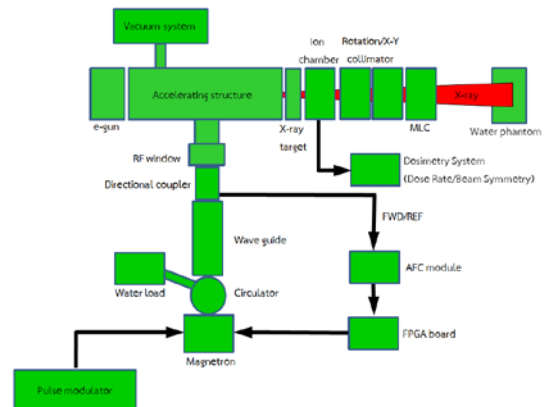 Vacuum system
Ion
chamber
Rotation/X-Y
collimator
Accelerating structure
X-ray
e-gun
X-ray
target
MLC
Water phantom
RF window
Dosimetry System
(Dose Rate/Beam Symmetry)
Directional coupler
FWD/REF
Wave guide
AFC module
Water load
Circulator
FPGA board
Magnetron
Pulse modulator